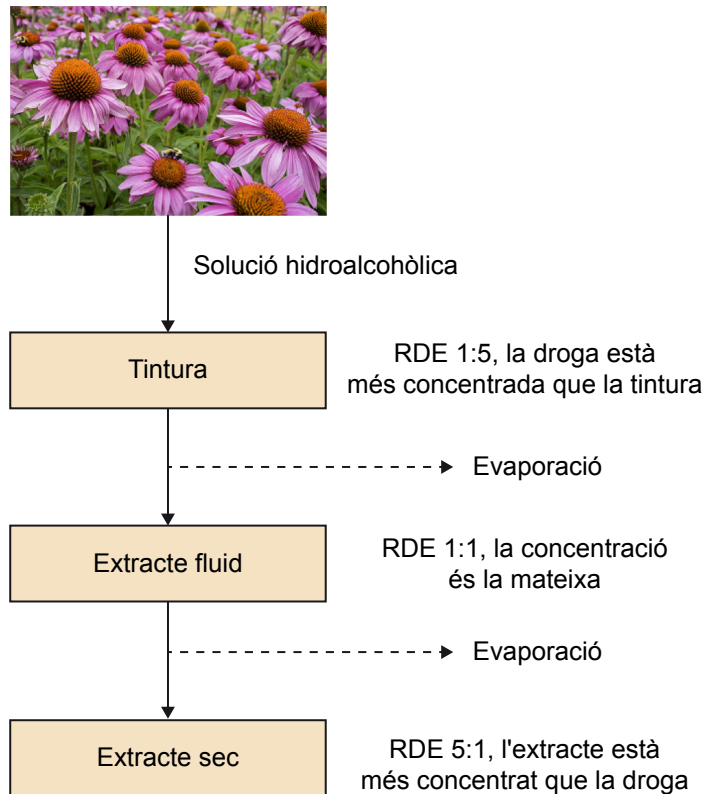 Solució hidroalcohòlica
Tintura
RDE 1:5, la droga està
més concentrada que la tintura
Evaporació
Extracte fluid
RDE 1:1, la concentració
és la mateixa
Evaporació
Extracte sec
RDE 5:1, l'extracte està
més concentrat que la droga